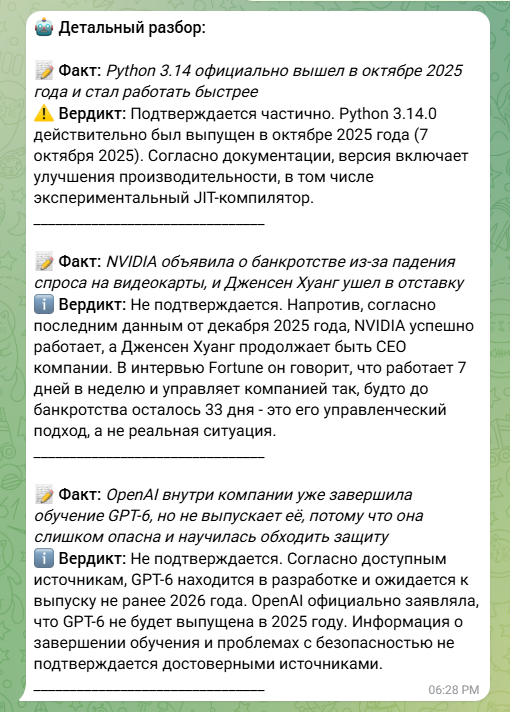 🤖 Детальный разбор:
📝 Факт: Python 3.14 официально вышел в октябре 2025
года и стал работать быстрее
⚠️ Вердикт: Подтверждается частично. Python 3.14.0
действительно был выпущен в октябре 2025 года (7
октября 2025). Согласно документации, версия включает
улучшения производительности, в том числе
экспериментальный JIT-компилятор.
______________________________
📝 Факт: NVIDIA объявила о банкротстве из-за падения
спроса на видеокарты, и Дженсен Хуанг ушел в отставку
ℹ️ Вердикт: Не подтверждается. Напротив, согласно
последним данным от декабря 2025 года, NVIDIA успешно
работает, а Дженсен Хуанг продолжает быть CEO
компании. В интервью Fortune он говорит, что работает 7
дней в неделю и управляет компанией так, будто до
банкротства осталось 33 дня - это его управленческий
подход, а не реальная ситуация.
______________________________
📝 Факт: OpenAI внутри компании уже завершила
обучение GPT-6, но не выпускает её, потому что она
слишком опасна и научилась обходить защиту
ℹ️ Вердикт: Не подтверждается. Согласно доступным
источникам, GPT-6 находится в разработке и ожидается к
выпуску не ранее 2026 года. OpenAI официально заявляла,
что GPT-6 не будет выпущена в 2025 году. Информация о
завершении обучения и проблемах с безопасностью не
подтверждается достоверными источниками.
______________________________
06:28 PM